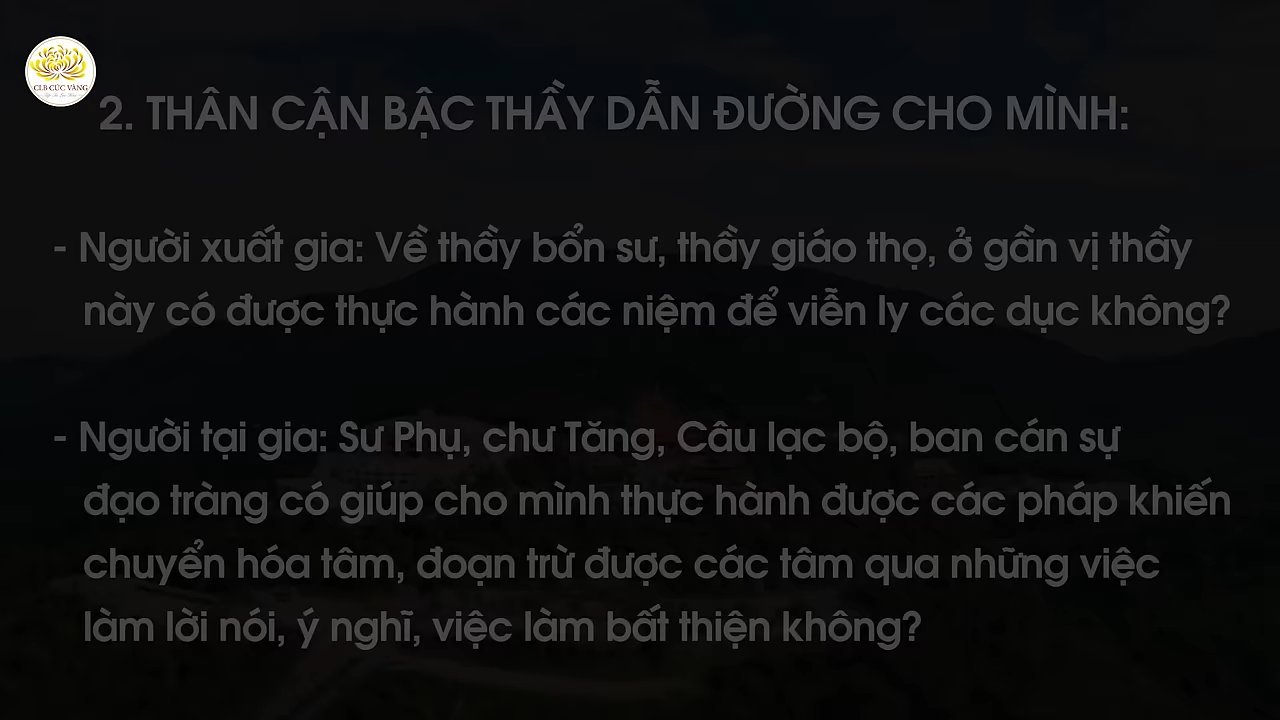 CLB CÚC VÀNG
2. THÂN CẬN BẬC THẦY DẪN ĐƯỜNG CHO MÌNH:
- Người xuất gia: Về thầy bổn sư, thầy giáo thọ, ở gần vị thầy
này có được thực hành các niệm để viễn ly các dục không?
- Người tại gia: Sư Phụ, chư Tăng, Câu lạc bộ, ban cán sự
đạo tràng có giúp cho mình thực hành được các pháp khiến
chuyển hóa tâm, đoạn trừ được các tâm qua những việc
làm lời nói, ý nghĩ, việc làm bất thiện không?